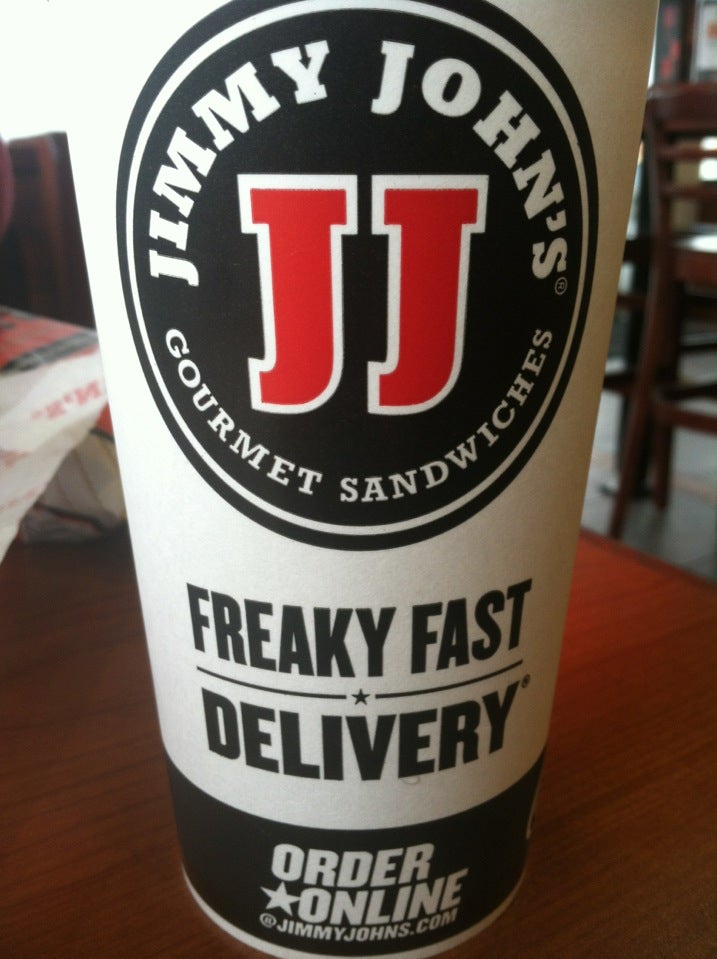 JIMMY JOHN'S®
JJ
GOURMET SANDWICHES
FREAKY FAST
★
DELIVERY®
ORDER
★ONLINE
@JIMMYJOHNS.COM